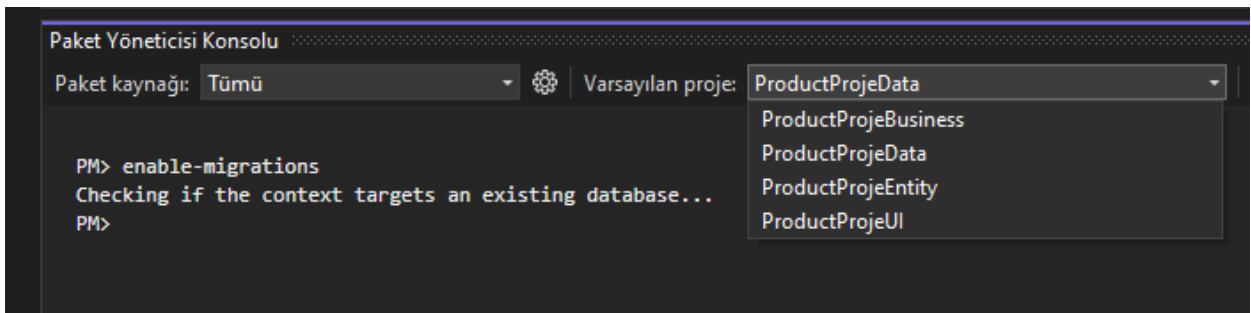 Paket Yöneticisi Konsolu
Paket kaynağı: Tümü Varsayılan proje: ProductProjeData
ProductProjeBusiness
ProductProjeData
ProductProjeEntity
ProductProjeUI
PM> enable-migrations
Checking if the context targets an existing database...
PM>